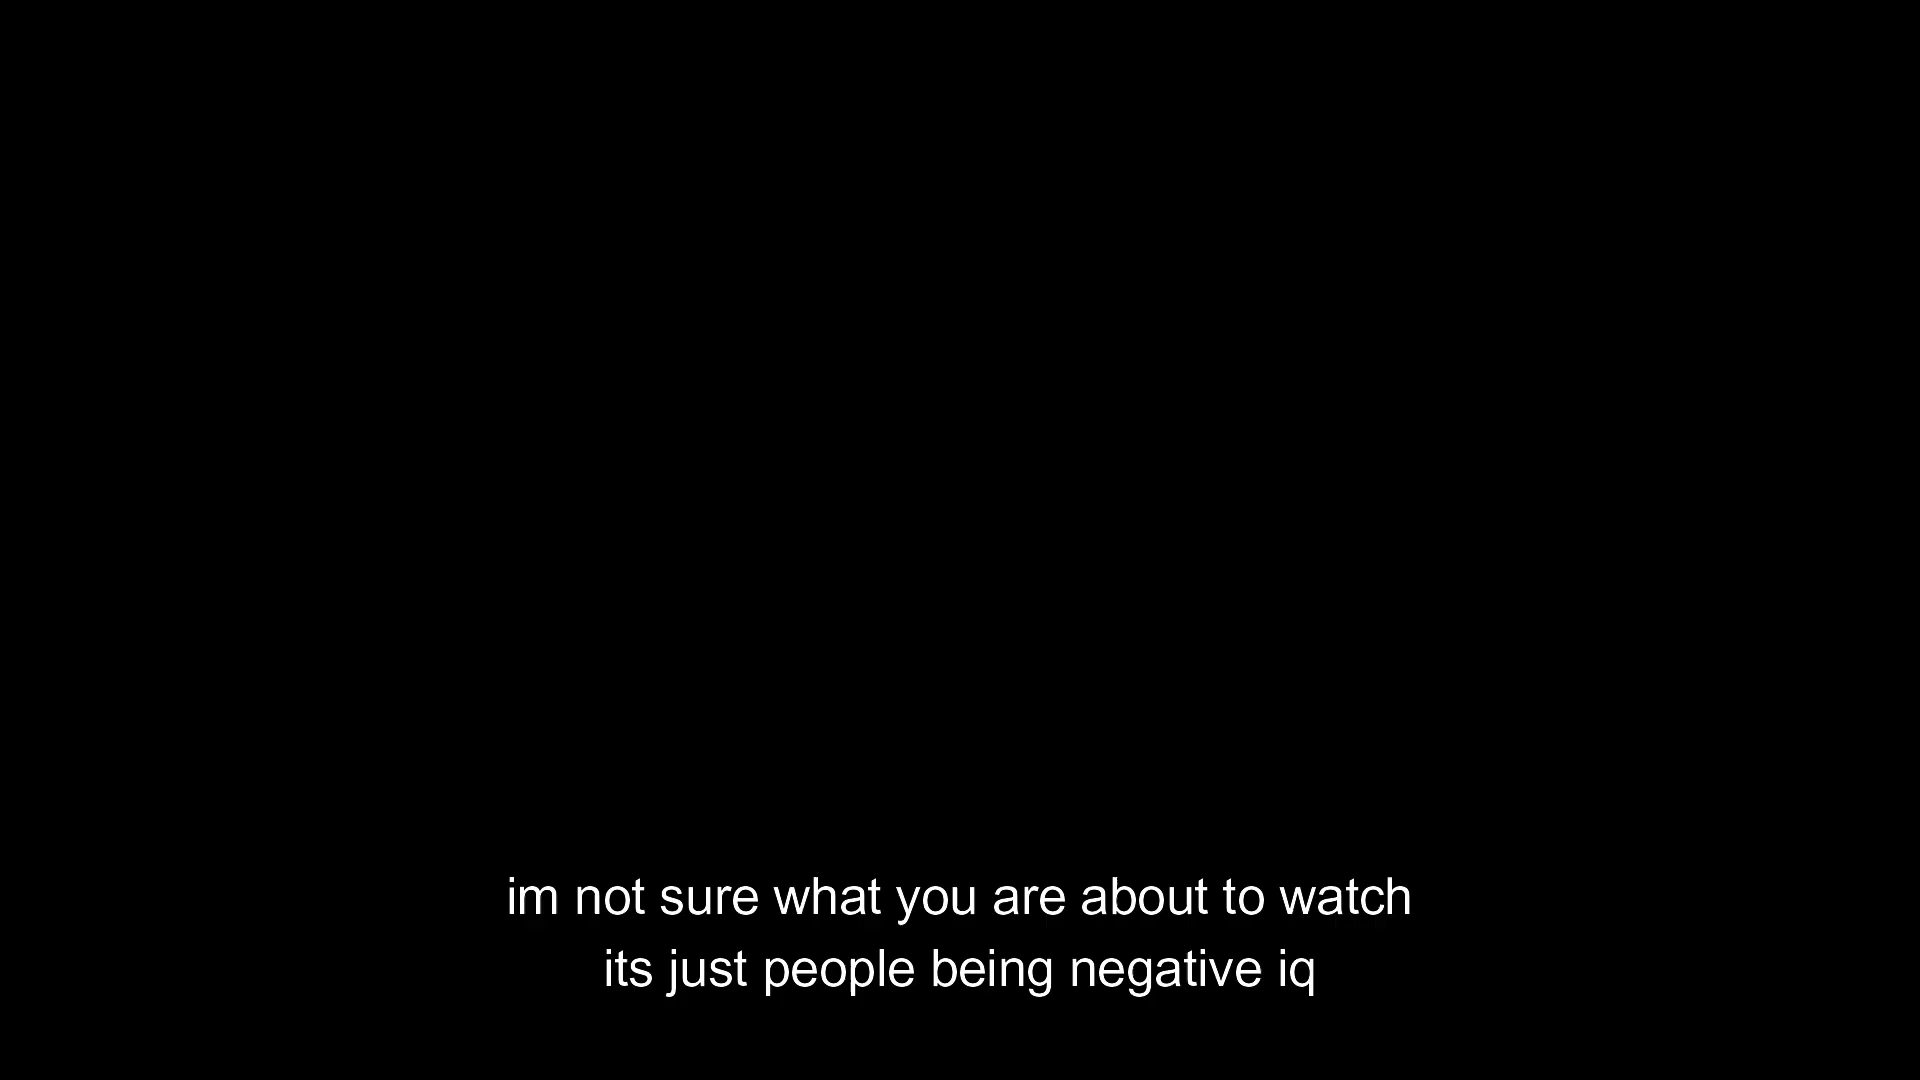 im not sure what you are about to watch
its just people being negative iq